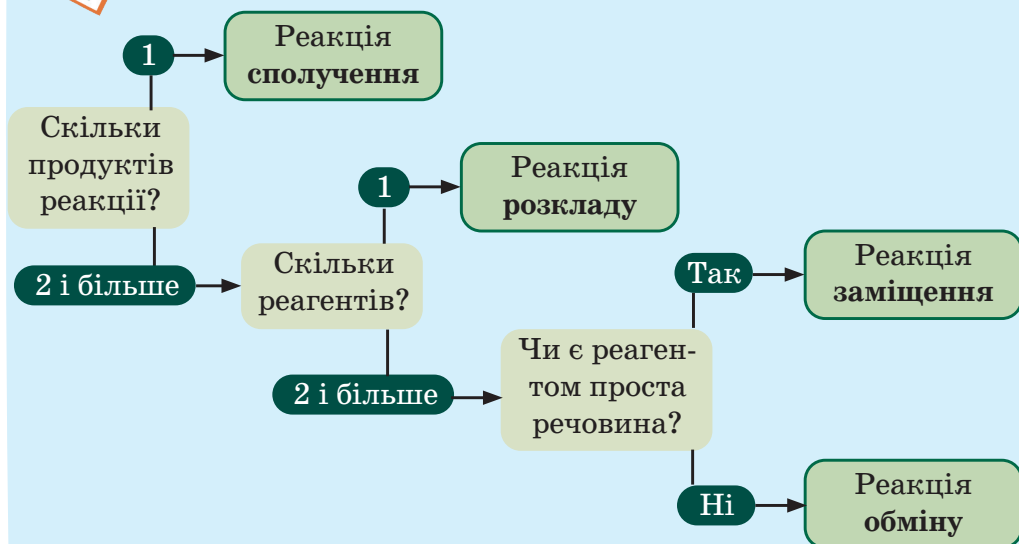 1
Реакція
сполучення
Скільки
продуктів
реакції?
2 і більше
Скільки
реагентів?
1
Реакція
розкладу
2 і більше
Чи є реаген-
том проста
речовина?
Так
Реакція
заміщення
Ні
Реакція
обміну